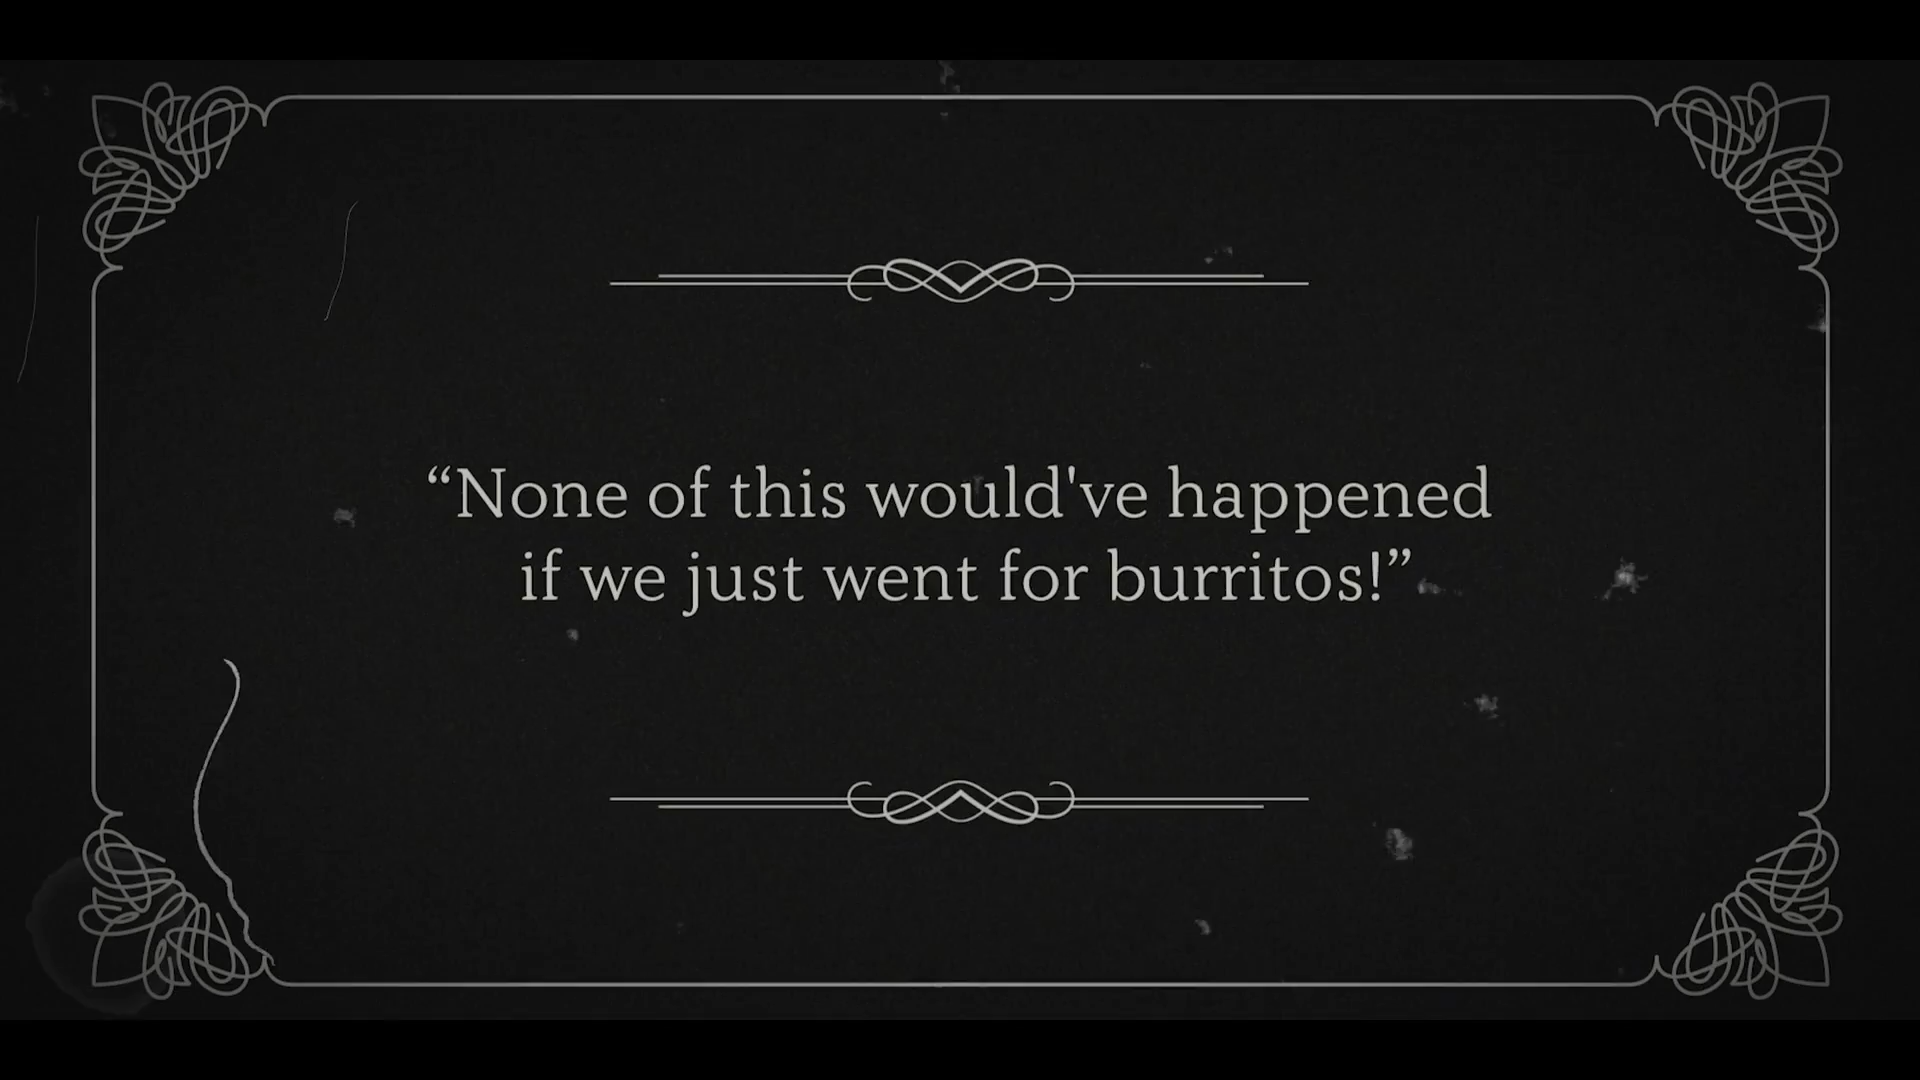 “None of this would've happened
if we just went for burritos!”